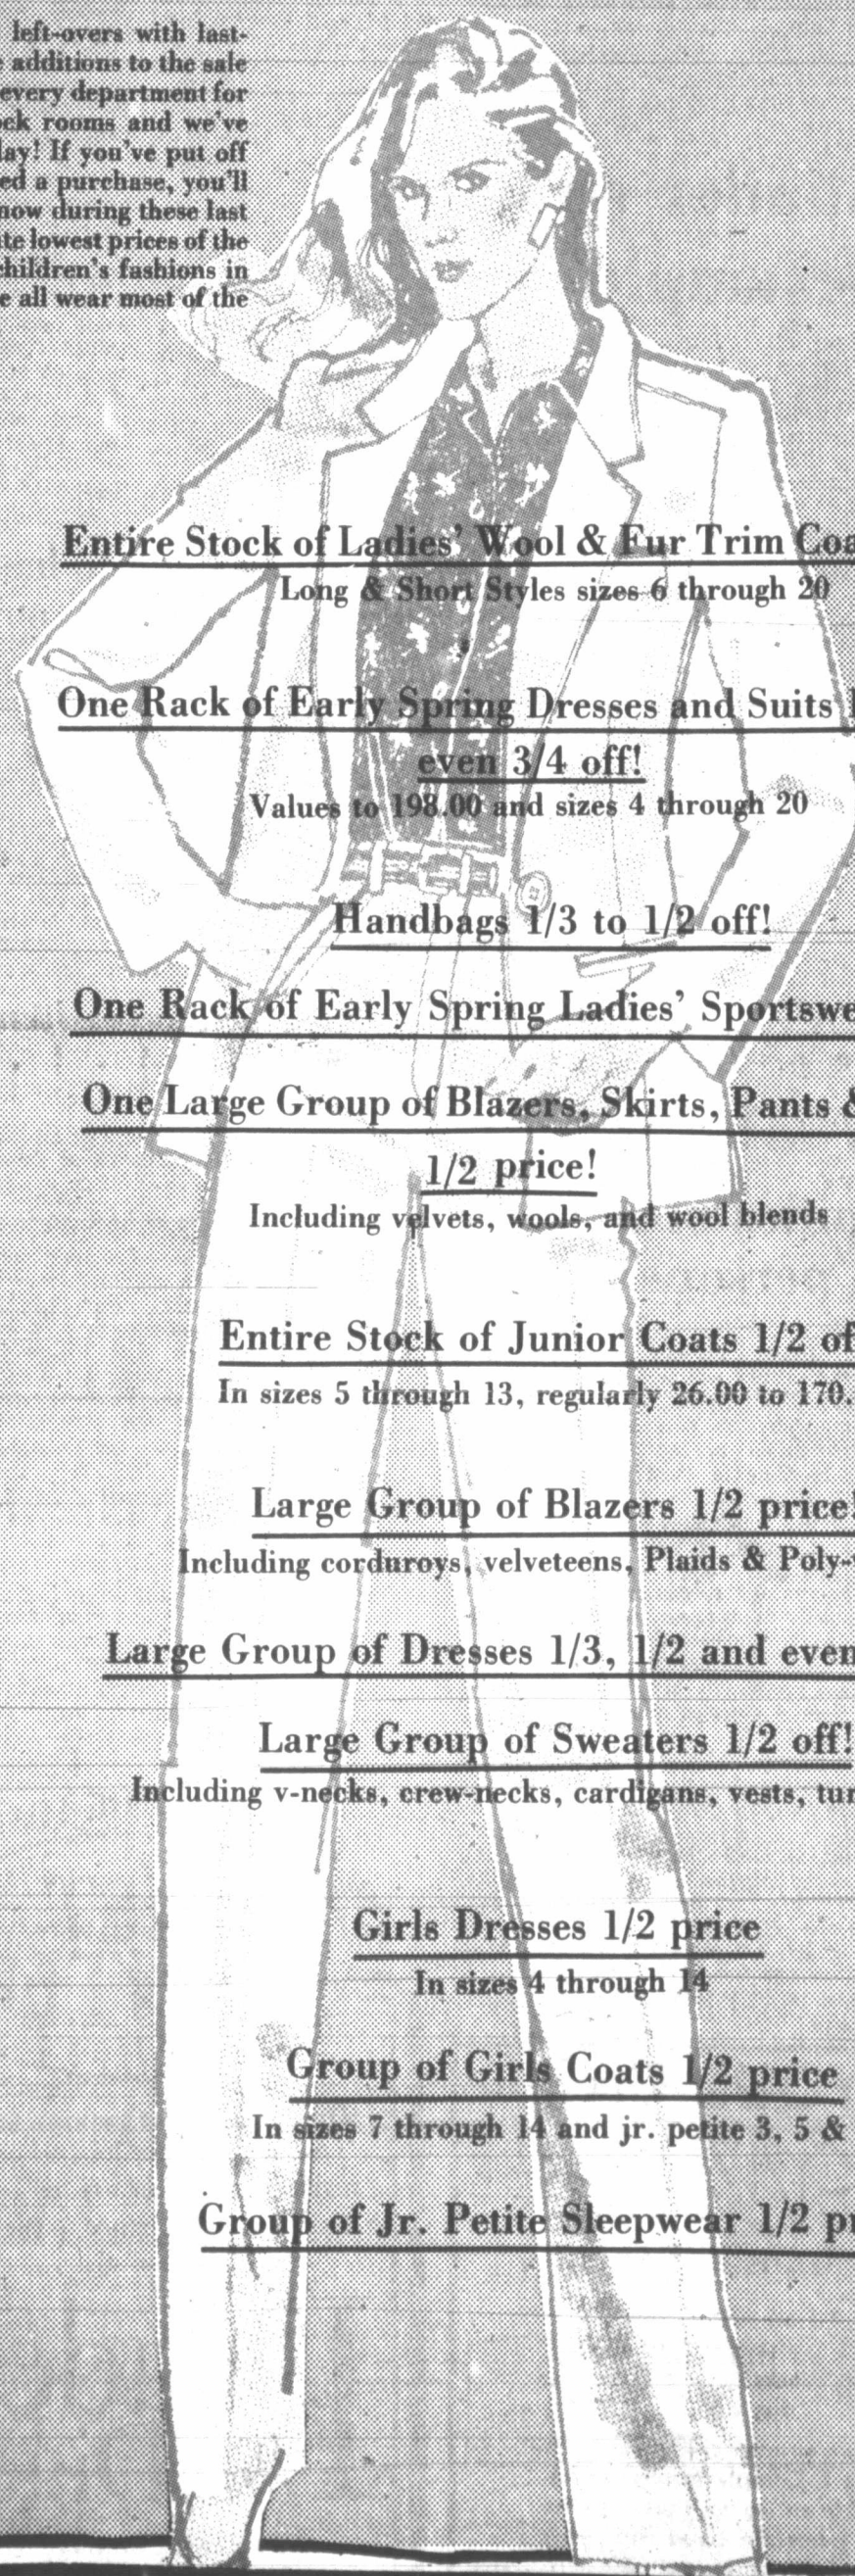 left-overs with last-
additions to the sale
every department for
rooms and we've
If you've put off
a purchase, you'll
now during these last
lowest prices of the
children's fashions in
all wear most of the
Entire Stock of Ladies' Wool & Fur Trim
Long & Short Styles sizes 6 through 20
One Rack of Early Spring Dresses and Suits
even 3/4 off!
Values to 198.00 and sizes 4 through 20
Handbags 1/3 to 1/2 off!
One Rack of Early Spring Ladies'
One Large Group of Blazers, Skirts, Pants &
1/2 price!
Including velvets, wools, and wool blends
Entire Stock of Junior Coats 1/2
In sizes 5 through 13, regularly 26.00 to 170.
Large Group of Blazers 1/2 price!
Including corduroys, velveteens, Plaids & Poly-
Large Group of Dresses 1/3, 1/2 and even
Large Group of Sweaters 1/2 off!
Including v-necks, crew-necks, cardigans, vests,
Girls Dresses 1/2 price
In sizes 4 through 14
Group of Girls Coats 1/2 price
In sizes 7 through 14 and jr. petite 3, 5 &
Group of Jr. Petite Sleepwear 1/2